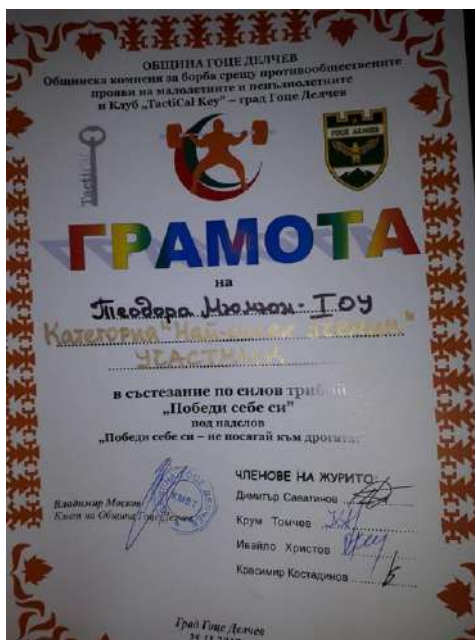 ОБЩИНА ГОЦЕ ДЕЛЧЕВ
Общинска комисия за борба срещу противообществените
прояви на малолетните и непълнолетните
и Клуб „TactiCal Key” – град Гоце Делчев
TactiCal
ГОЦЕ ДЕЛЧЕВ
ГРАМОТА
на
Теодора - I ОУ
Категория "Най-
УЧАСТНИК
в състезание по силов трибой
„Победи себе си”
под надслов
„Победи себе си – не посягай към дрогата!
ЧЛЕНОВЕ НА ЖУРИТО:
Димитър Саватинов
Владимир Москов
Кмет на Община Гоце Делчев
Крум Томчев
Ивайло Христов
Красимир Костадинов
Град Гоце Делчев